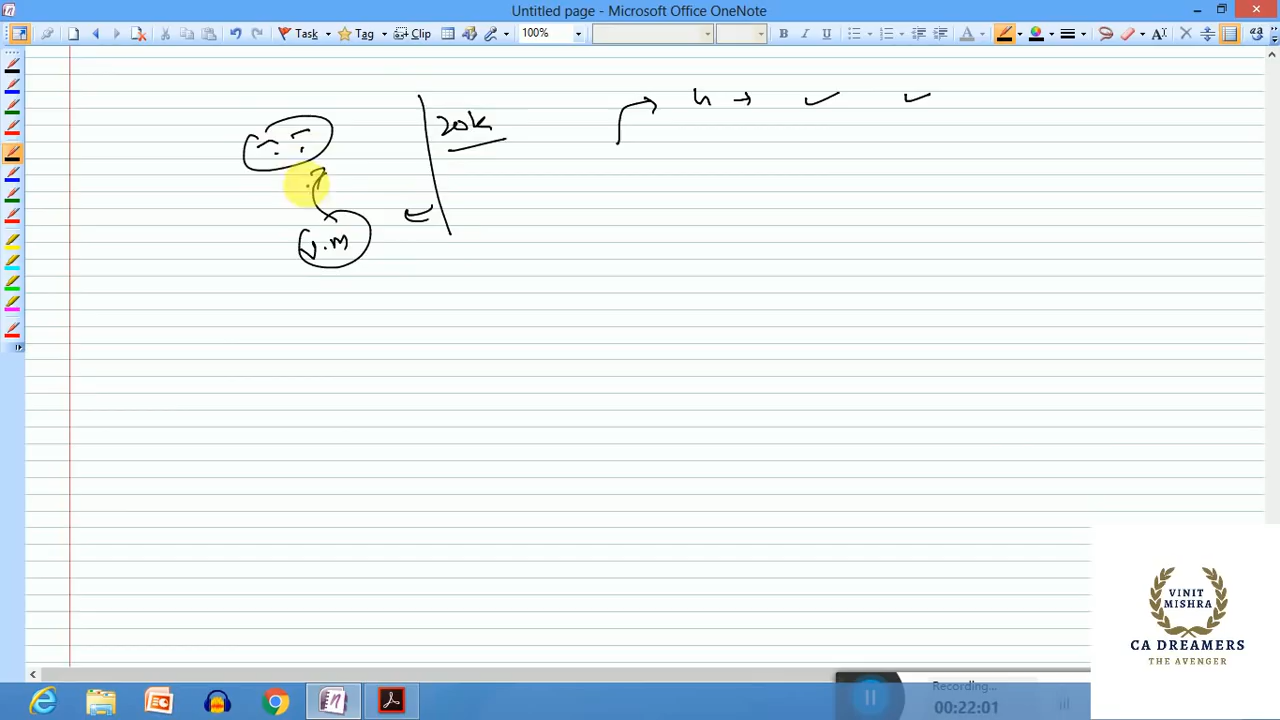 Untitled page - Microsoft Office OneNote
Task Tag Clip 100% B I U
20k
h → ✓ ✓
V.M
VINIT
MISHRA
CA DREAMERS
THE AVENGER
Recording...
00:22:01